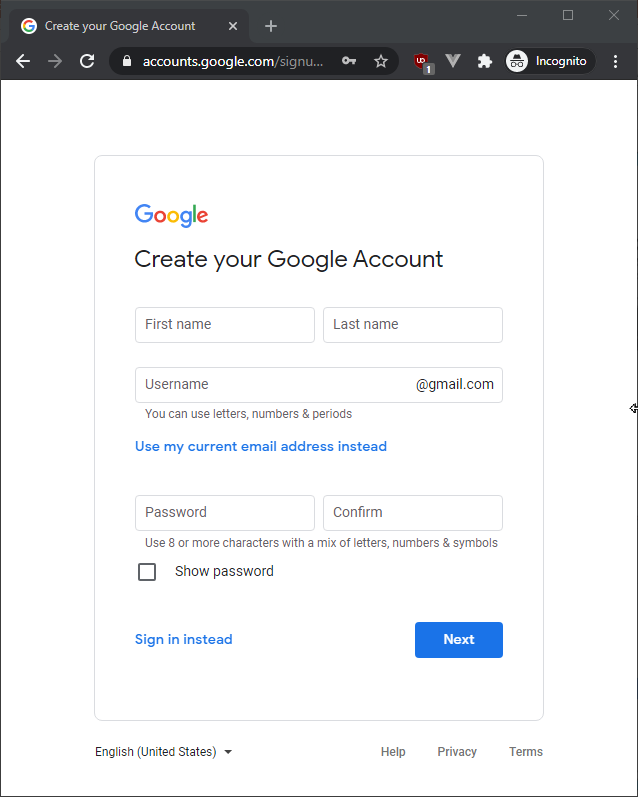 Create your Google Account
accounts.google.com/signu...
1
Incognito
Google
Create your Google Account
First name
Last name
Username
@gmail.com
You can use letters, numbers & periods
Use my current email address instead
Password
Confirm
Use 8 or more characters with a mix of letters, numbers & symbols
Show password
Sign in instead
Next
English (United States)
Help
Privacy
Terms